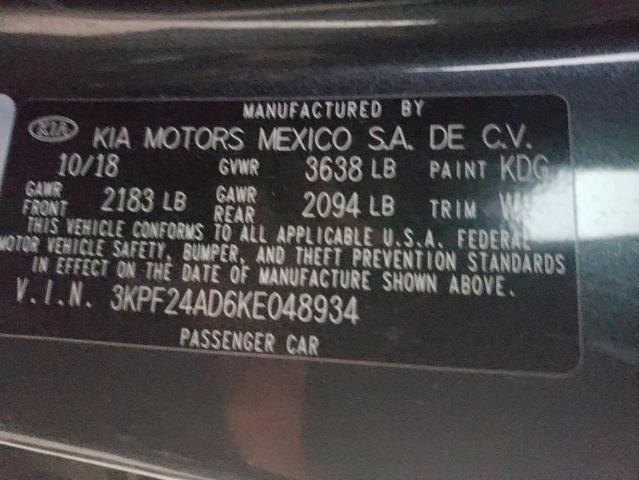 MANUFACTURED BY
KIA KIA MOTORS MEXICO S.A. DE C.V.
10/18 GVWR 3638 LB PAINT KDG
GAWR FRONT 2183 LB GAWR REAR 2094 LB TRIM
THIS VEHICLE CONFORMS TO ALL APPLICABLE U.S.A. FEDERAL
MOTOR VEHICLE SAFETY, BUMPER, AND THEFT PREVENTION STANDARDS
IN EFFECT ON THE DATE OF MANUFACTURE SHOWN ABOVE.
V.I.N. 3KPF24AD6KE048934
PASSENGER CAR